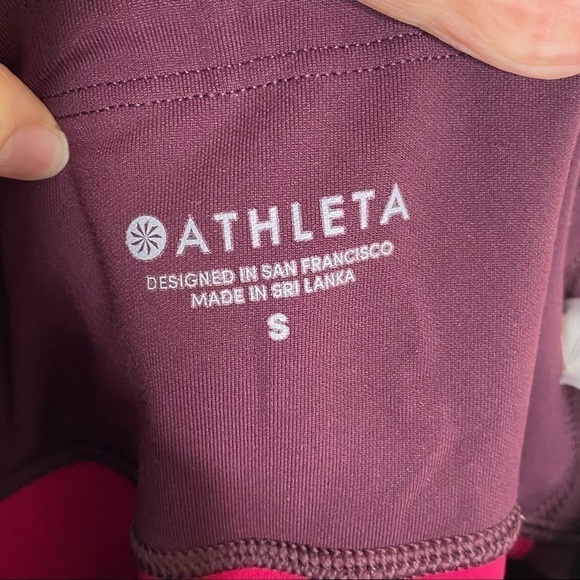 ATHLETA
DESIGNED IN SAN FRANCISCO
MADE IN SRI LANKA
S